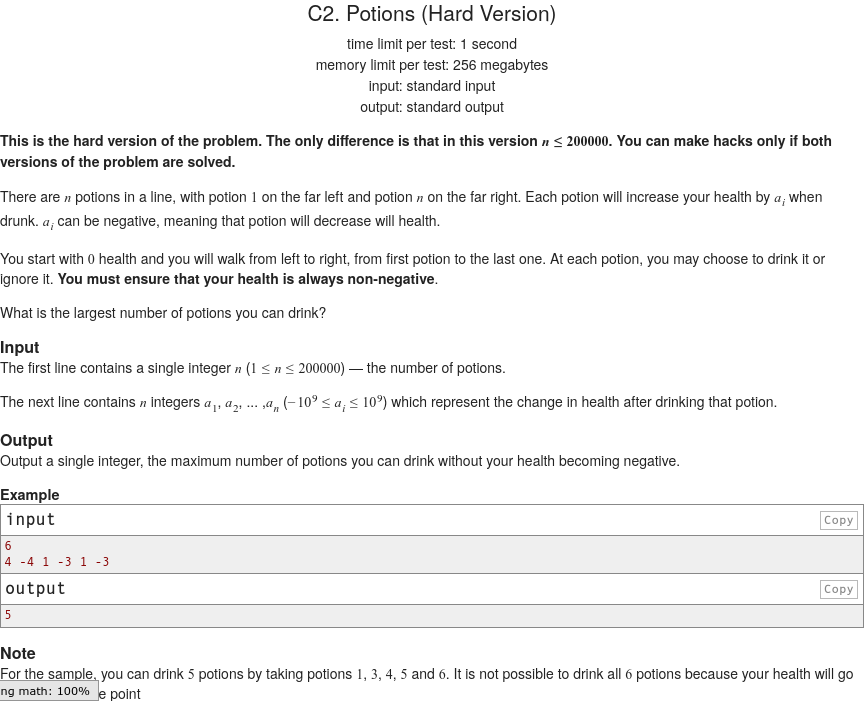 C2. Potions (Hard Version)
time limit per test: 1 second
memory limit per test: 256 megabytes
input: standard input
output: standard output
This is the hard version of the problem. The only difference is that in this version n ≤ 200000. You can make hacks only if both
versions of the problem are solved.
There are n potions in a line, with potion 1 on the far left and potion n on the far right. Each potion will increase your health by a_i when
drunk. a_i can be negative, meaning that potion will decrease will health.
You start with 0 health and you will walk from left to right, from first potion to the last one. At each potion, you may choose to drink it or
ignore it. You must ensure that your health is always non-negative.
What is the largest number of potions you can drink?
Input
The first line contains a single integer n (1 ≤ n ≤ 200000) — the number of potions.
The next line contains n integers a_1, a_2, ... ,a_n (−10^9 ≤ a_i ≤ 10^9) which represent the change in health after drinking that potion.
Output
Output a single integer, the maximum number of potions you can drink without your health becoming negative.
Example
input Copy
6
4 -4 1 -3 1 -3
output Copy
5
Note
For the sample, you can drink 5 potions by taking potions 1, 3, 4, 5 and 6. It is not possible to drink all 6 potions because your health will go
ng math: 100% e point